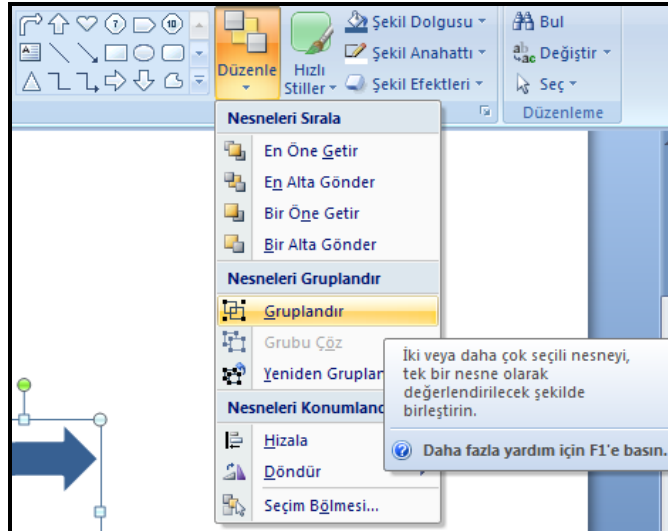 Şekil Dolgusu
Bul
Şekil Anahattı
Değiştir
Düzenle
Hızlı
Stiller
Şekil Efektleri
Seç
Düzenleme
Nesneleri Sırala
En Öne Getir
En Alta Gönder
Bir Öne Getir
Bir Alta Gönder
Nesneleri Gruplandır
Gruplandır
Grubu Çöz
Yeniden Gruplan
Nesneleri Konumland
Hizala
Döndür
Seçim Bölmesi...
İki veya daha çok seçili nesneyi,
tek bir nesne olarak
değerlendirilecek şekilde
birleştirin.
Daha fazla yardım için F1'e basın.